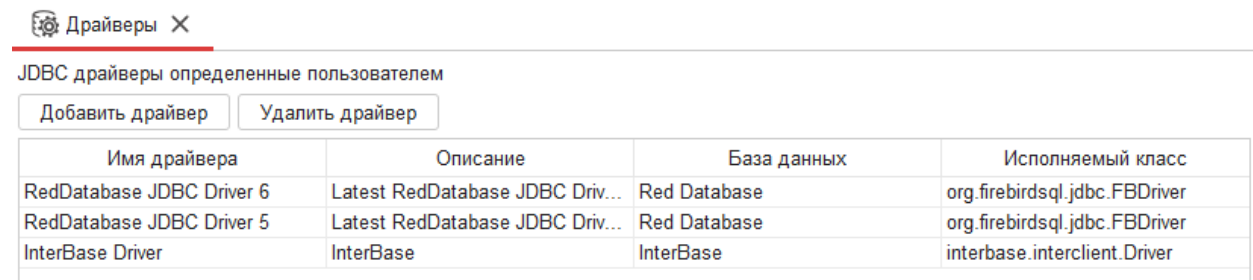 Драйверы
JDBC драйверы определенные пользователем
Добавить драйвер Удалить драйвер
Имя драйвера Описание База данных Исполняемый класс
RedDatabase JDBC Driver 6 Latest RedDatabase JDBC Driv... Red Database org.firebirdsql.jdbc.FBDriver
RedDatabase JDBC Driver 5 Latest RedDatabase JDBC Driv... Red Database org.firebirdsql.jdbc.FBDriver
InterBase Driver InterBase InterBase interbase.interclient.Driver